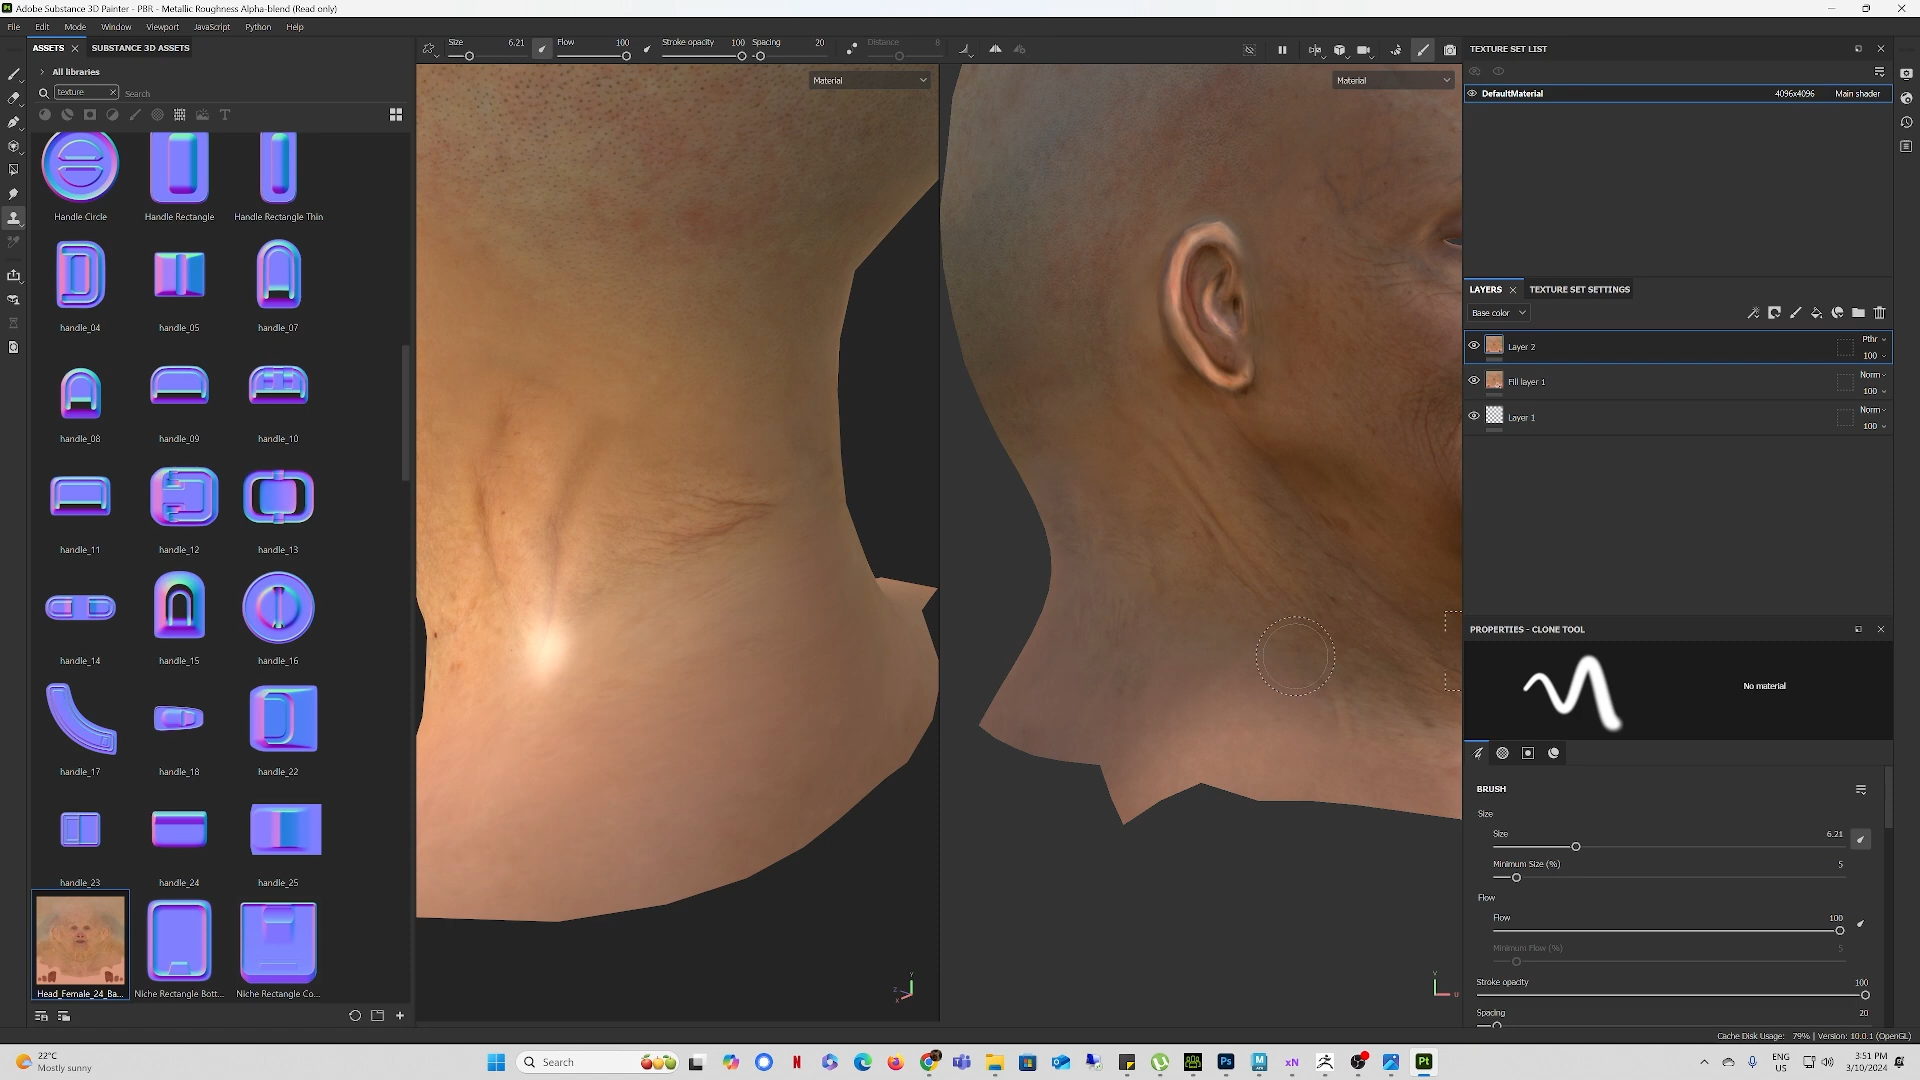 Adobe Substance 3D Painter - PBR - Metallic Roughness Alpha-blend (Read only)
File Edit Mode Window Viewport JavaScript Python Help
ASSETS SUBSTANCE 3D ASSETS
All libraries
texture Search
Handle Circle Handle Rectangle Handle Rectangle Thin
handle_04 handle_05 handle_07
handle_08 handle_09 handle_10
handle_11 handle_12 handle_13
handle_14 handle_15 handle_16
handle_17 handle_18 handle_22
handle_23 handle_24 handle_25
Head_Female_24_Ba... Niche Rectangle Bott... Niche Rectangle Co...
Size 6.21 Flow 100 Stroke opacity 100 Spacing 20 Distance 8
Material
Material
TEXTURE SET LIST
DefaultMaterial 4096x4096 Main shader
LAYERS TEXTURE SET SETTINGS
Base color
Layer 2 Pthr 100
Fill layer 1 Norm 100
Layer 1 Norm 100
PROPERTIES - CLONE TOOL
No material
BRUSH
Size
Size 6.21
Minimum Size (%) 5
Flow
Flow 100
Minimum Flow (%) 5
Stroke opacity 100
Spacing 20
Cache Disk Usage: 79% | Version: 10.0.1 (OpenGL)
22°C
Mostly sunny
Search
ENG
US
3:51 PM
3/10/2024